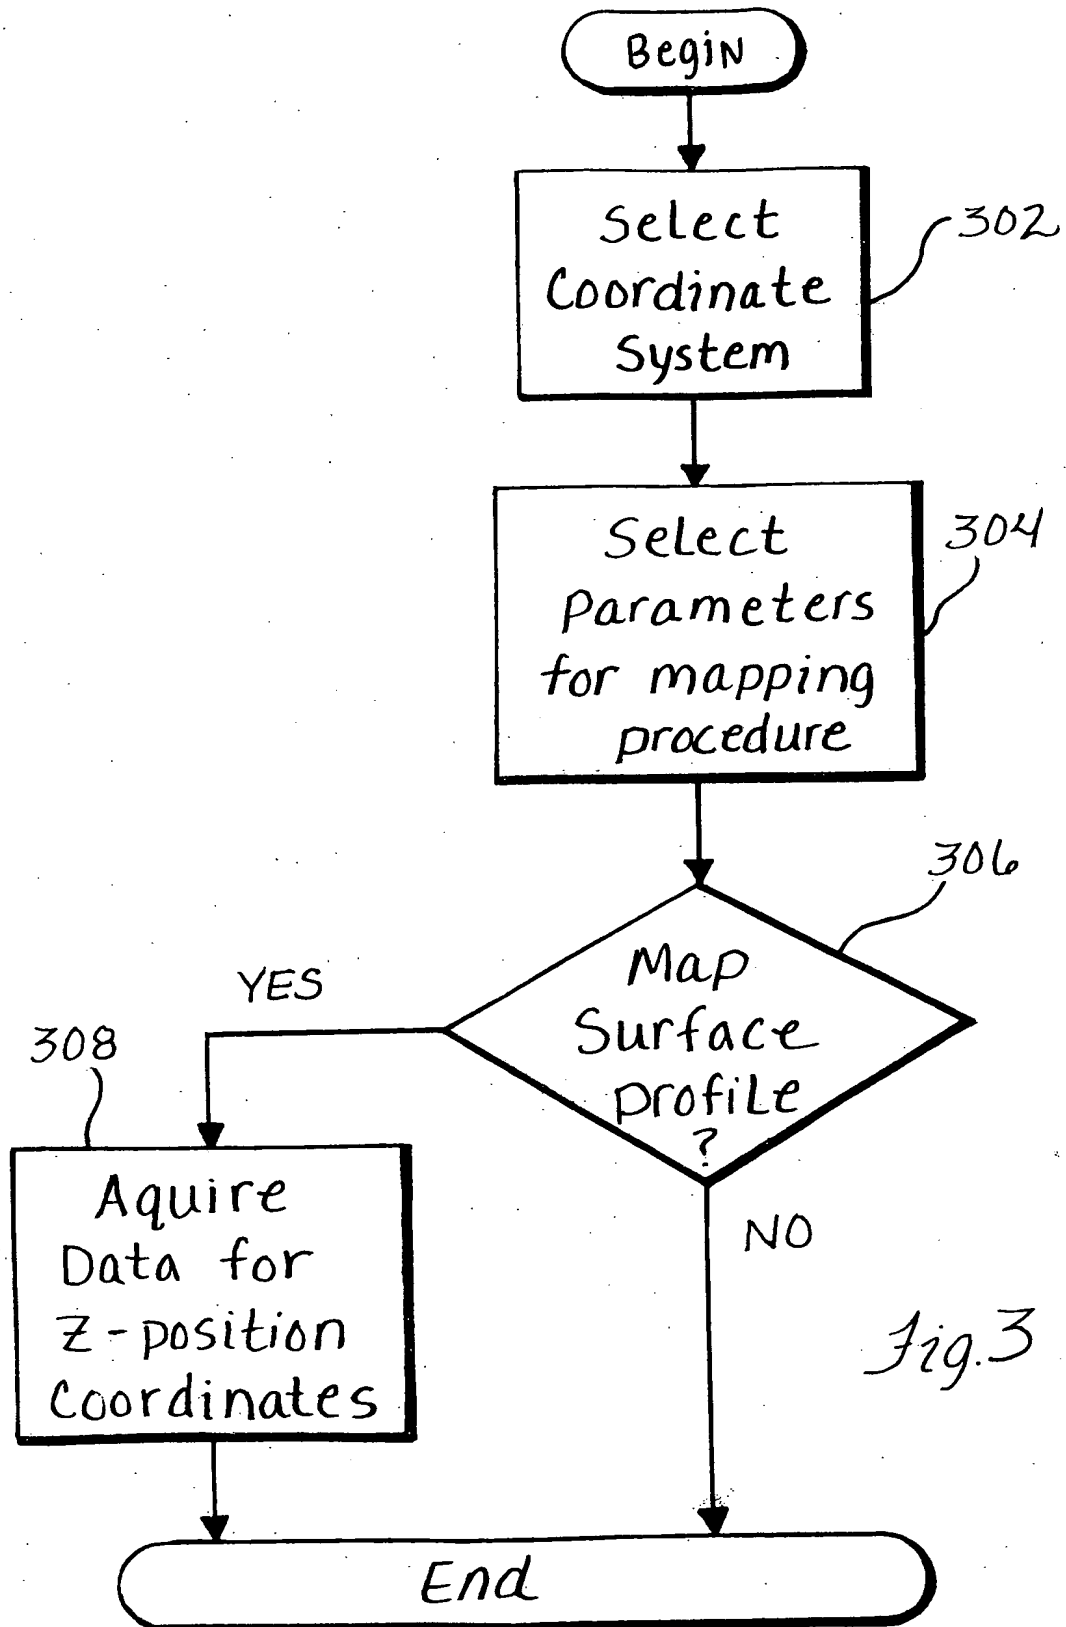 Begin
Select
Coordinate
System
302
Select
Parameters
for mapping
procedure
304
306
Map
Surface
profile
?
YES
308
Aquire
Data for
Z-position
Coordinates
NO
Fig. 3
End